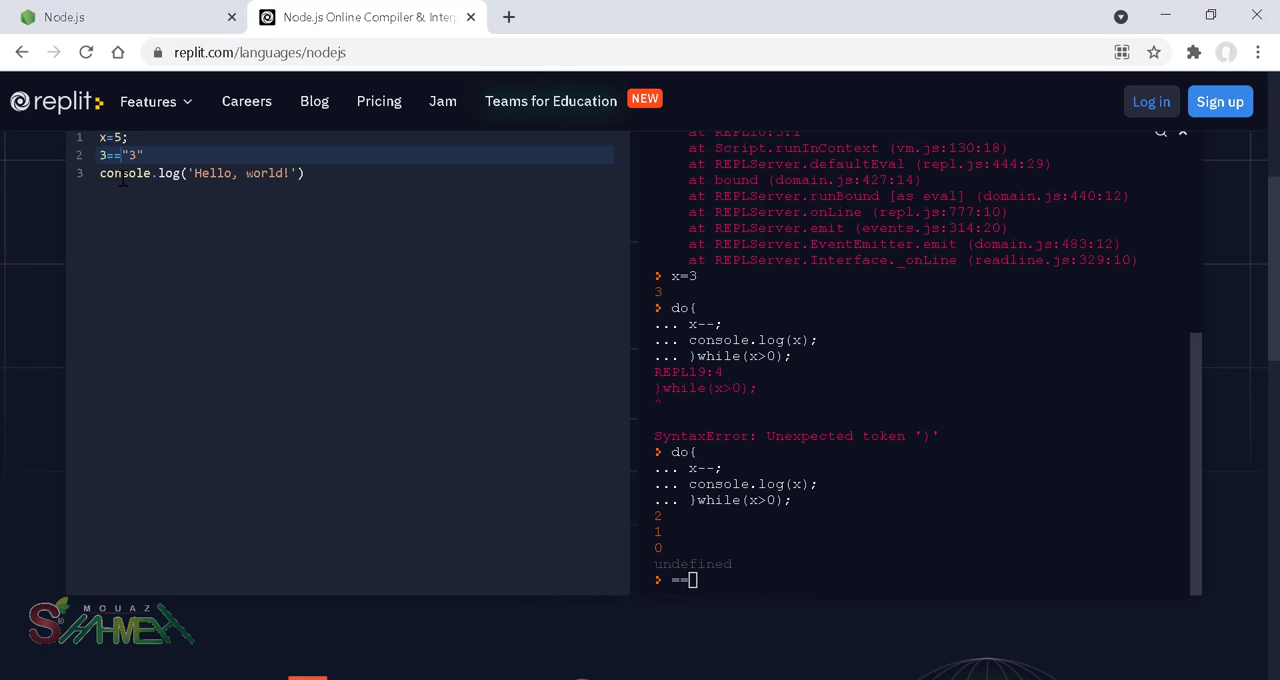 Node.js
Node.js Online Compiler & Interp
replit.com/languages/nodejs
replit
Features
Careers
Blog
Pricing
Jam
Teams for Education
NEW
Log in
Sign up
1 x=5;
2 3=="3"
3 console.log('Hello, world!')
at REPL16:3:1
at Script.runInContext (vm.js:130:18)
at REPLServer.defaultEval (repl.js:444:29)
at bound (domain.js:427:14)
at REPLServer.runBound [as eval] (domain.js:440:12)
at REPLServer.onLine (repl.js:777:10)
at REPLServer.emit (events.js:314:20)
at REPLServer.EventEmitter.emit (domain.js:483:12)
at REPLServer.Interface._onLine (readline.js:329:10)
x=3
3
do{
... x--;
... console.log(x);
... )while(x>0);
REPL19:4
)while(x>0);
^
SyntaxError: Unexpected token ')'
do{
... x--;
... console.log(x);
... }while(x>0);
2
1
0
undefined
==
MOUAZ